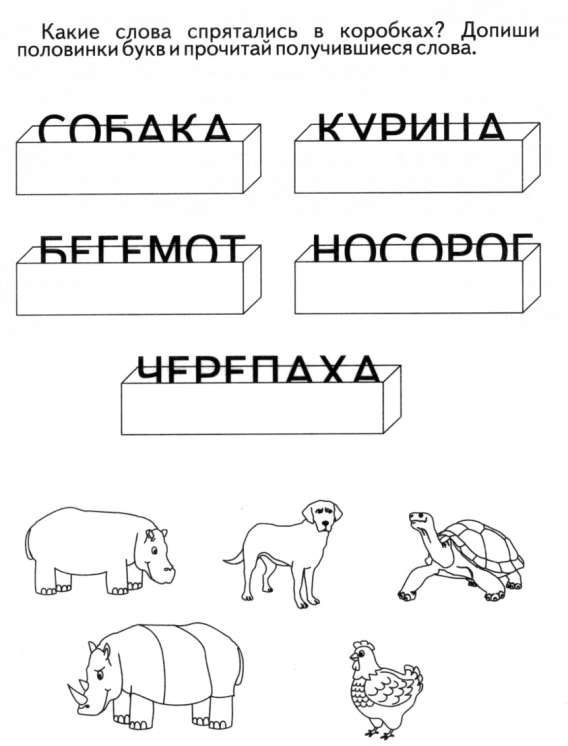 Какие слова спрятались в коробках? Допиши
половинки букв и прочитай получившиеся слова.
СОБАКА
КУРИЦА
БЕГЕМОТ
НОСОРОГ
ЧЕРЕПАХА